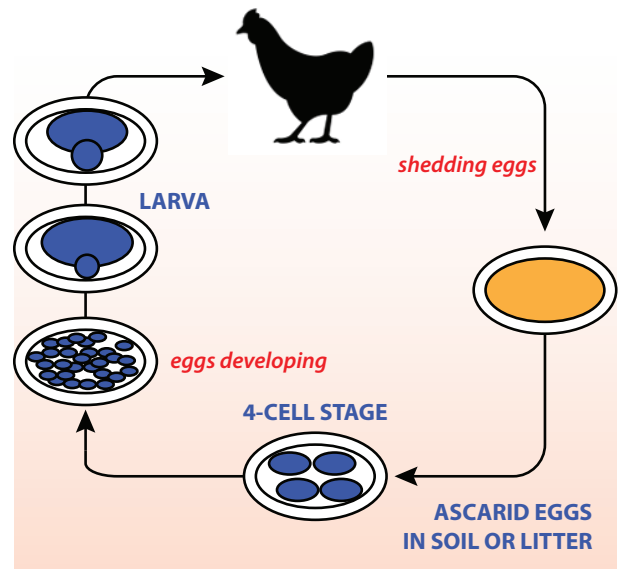 shedding eggs
LARVA
eggs developing
4-CELL STAGE
ASCARID EGGS
IN SOIL OR LITTER